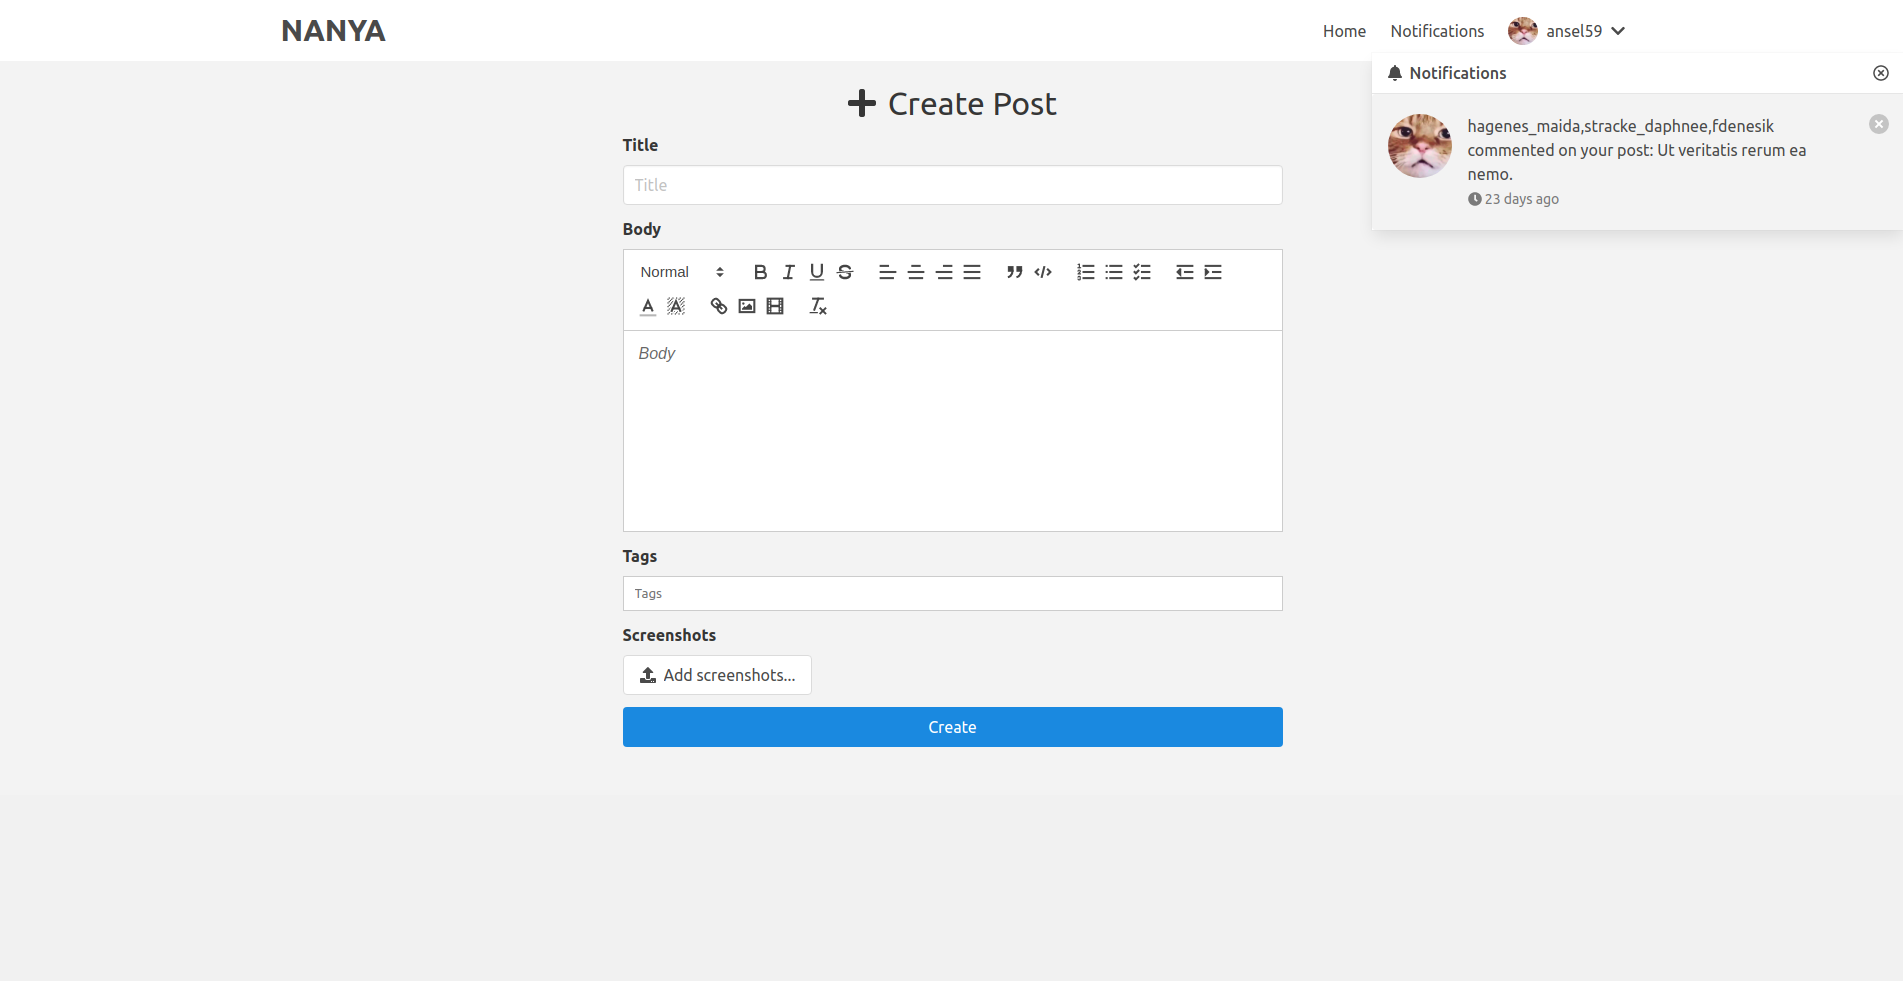 NANYA
Home Notifications ansel59
Notifications
hagenes_maida,stracke_daphnee,fdenesik
commented on your post: Ut veritatis rerum ea
nemo.
23 days ago
Create Post
Title
Title
Body
Normal
Body
Tags
Tags
Screenshots
Add screenshots...
Create